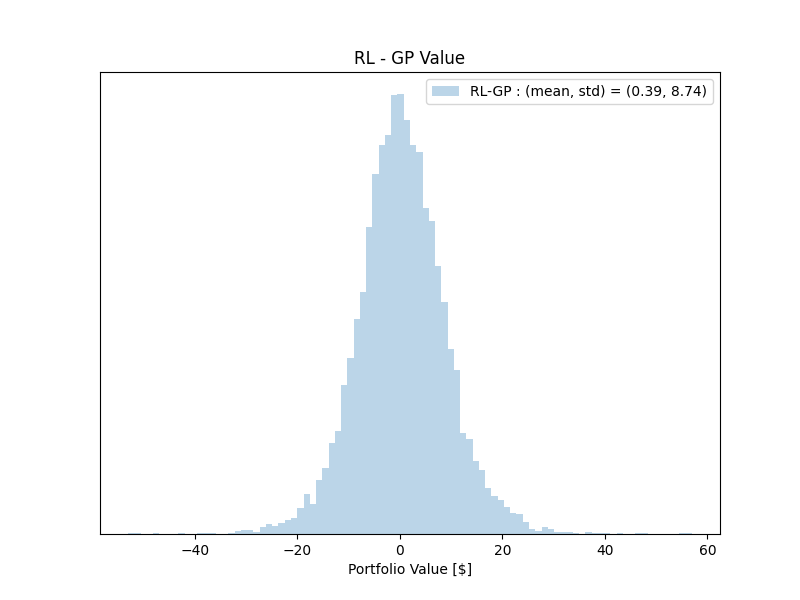 RL - GP Value
RL-GP : (mean, std) = (0.39, 8.74)
−40 −20 0 20 40 60
Portfolio Value [$]